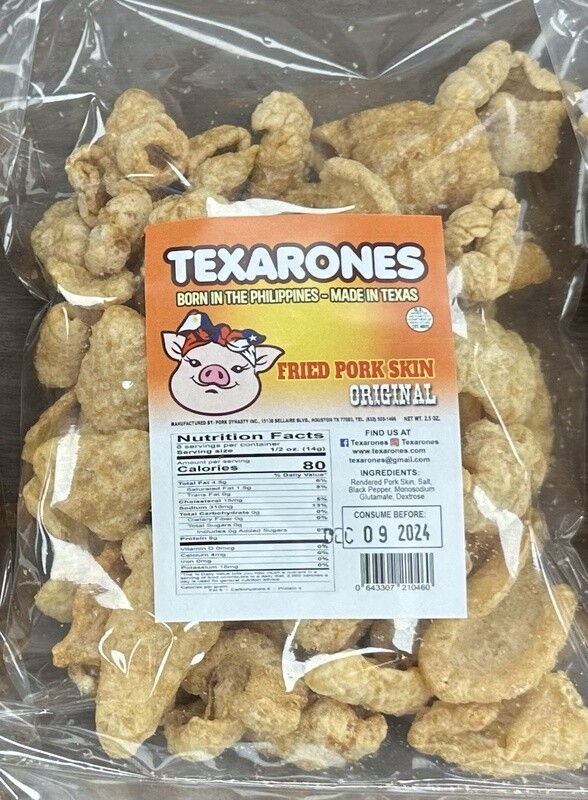 TEXARONES
BORN IN THE PHILIPPINES - MADE IN TEXAS
FRIED PORK SKIN
ORIGINAL
MANUFACTURED BY: PORK DYNASTY INC., BELLAIRE BLVD., HOUSTON TX 77083, TEL. NET WT. 2.5 OZ.
Nutrition Facts
5 servings per container
Serving size 1/2 oz. (14g)
Amount per serving
Calories 80
% Daily Value*
Total Fat 4.5g 6%
Saturated Fat 1.5g 8%
Trans Fat 0g
Cholesterol 15mg 5%
Sodium 310mg 13%
Total Carbohydrate 0g 0%
Dietary Fiber 0g 0%
Total Sugars 0g
Includes 0g Added Sugars 0%
Protein 8g
Vitamin D 0mcg 0%
Calcium 4mg 0%
Iron 0mg 0%
Potassium 16mg 0%
FIND US AT
Texarones Texarones
www.texarones.com
texarones@gmail.com
INGREDIENTS:
Rendered Pork Skin, Salt,
Black Pepper, Monosodium
Glutamate, Dextrose
CONSUME BEFORE:
DEC 09 2024
0 643307 210460